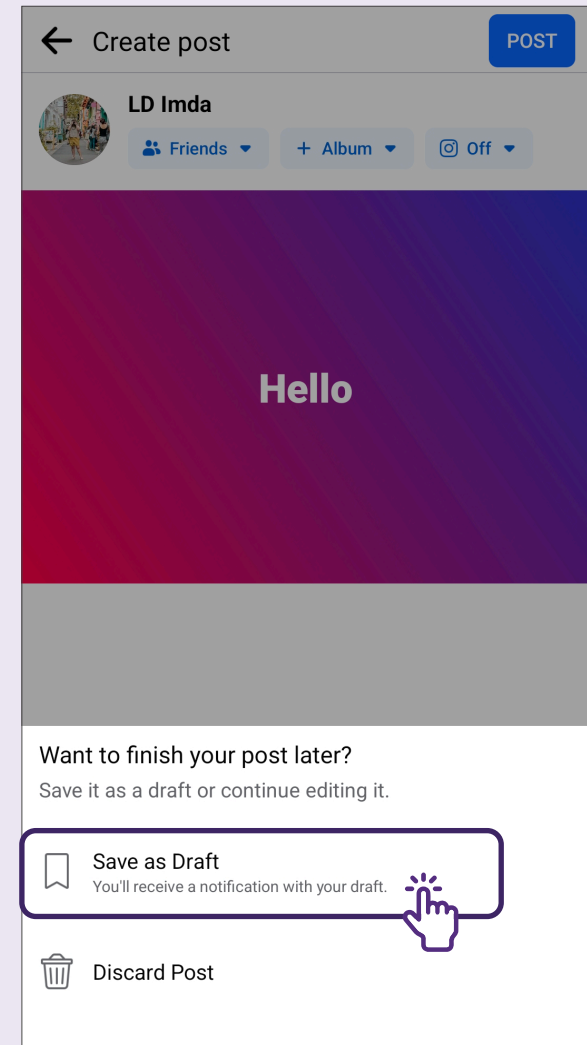 Create post
POST
LD Imda
Friends
+ Album
Off
Hello
Want to finish your post later?
Save it as a draft or continue editing it.
Save as Draft
You'll receive a notification with your draft.
Discard Post